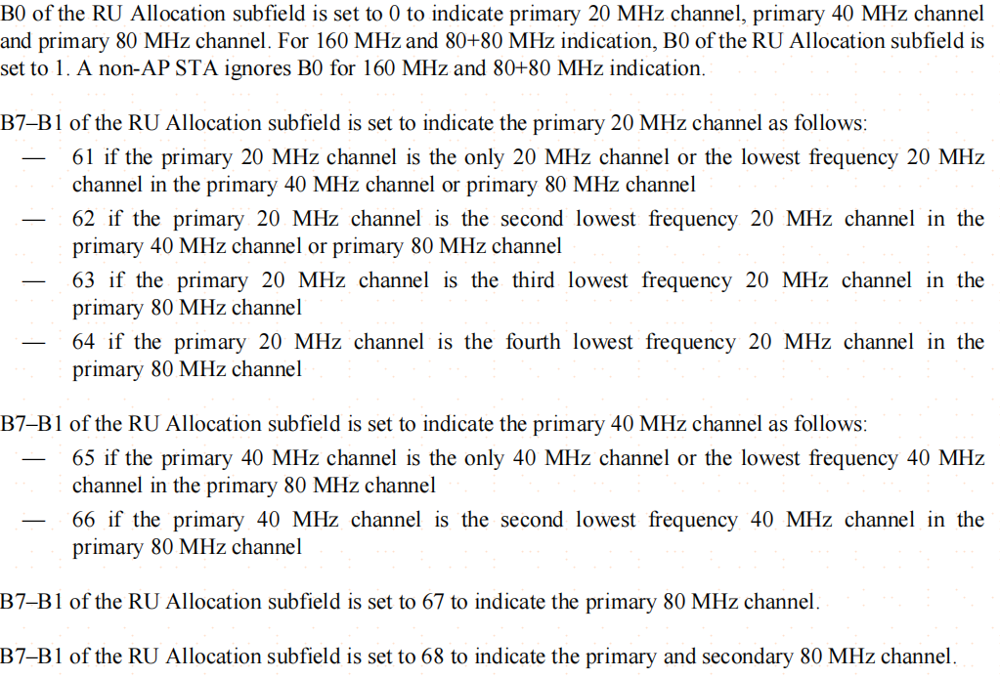 B0 of the RU Allocation subfield is set to 0 to indicate primary 20 MHz channel, primary 40 MHz channel
and primary 80 MHz channel. For 160 MHz and 80+80 MHz indication, B0 of the RU Allocation subfield is
set to 1. A non-AP STA ignores B0 for 160 MHz and 80+80 MHz indication.
B7–B1 of the RU Allocation subfield is set to indicate the primary 20 MHz channel as follows:
— 61 if the primary 20 MHz channel is the only 20 MHz channel or the lowest frequency 20 MHz
channel in the primary 40 MHz channel or primary 80 MHz channel
— 62 if the primary 20 MHz channel is the second lowest frequency 20 MHz channel in the
primary 40 MHz channel or primary 80 MHz channel
— 63 if the primary 20 MHz channel is the third lowest frequency 20 MHz channel in the
primary 80 MHz channel
— 64 if the primary 20 MHz channel is the fourth lowest frequency 20 MHz channel in the
primary 80 MHz channel
B7–B1 of the RU Allocation subfield is set to indicate the primary 40 MHz channel as follows:
— 65 if the primary 40 MHz channel is the only 40 MHz channel or the lowest frequency 40 MHz
channel in the primary 80 MHz channel
— 66 if the primary 40 MHz channel is the second lowest frequency 40 MHz channel in the
primary 80 MHz channel
B7–B1 of the RU Allocation subfield is set to 67 to indicate the primary 80 MHz channel.
B7–B1 of the RU Allocation subfield is set to 68 to indicate the primary and secondary 80 MHz channel.